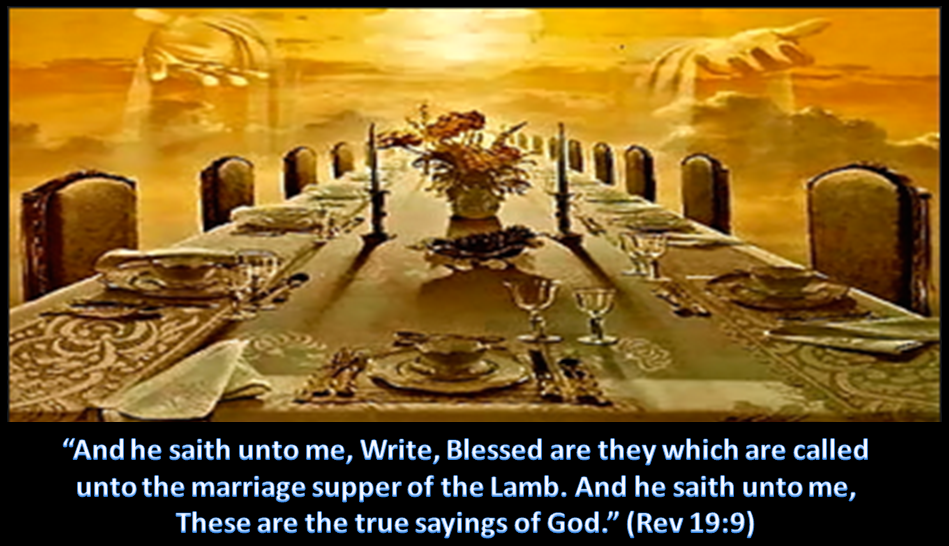 “And he saith unto me, Write, Blessed are they which are called
unto the marriage supper of the Lamb. And he saith unto me,
These are the true sayings of God.” (Rev 19:9)